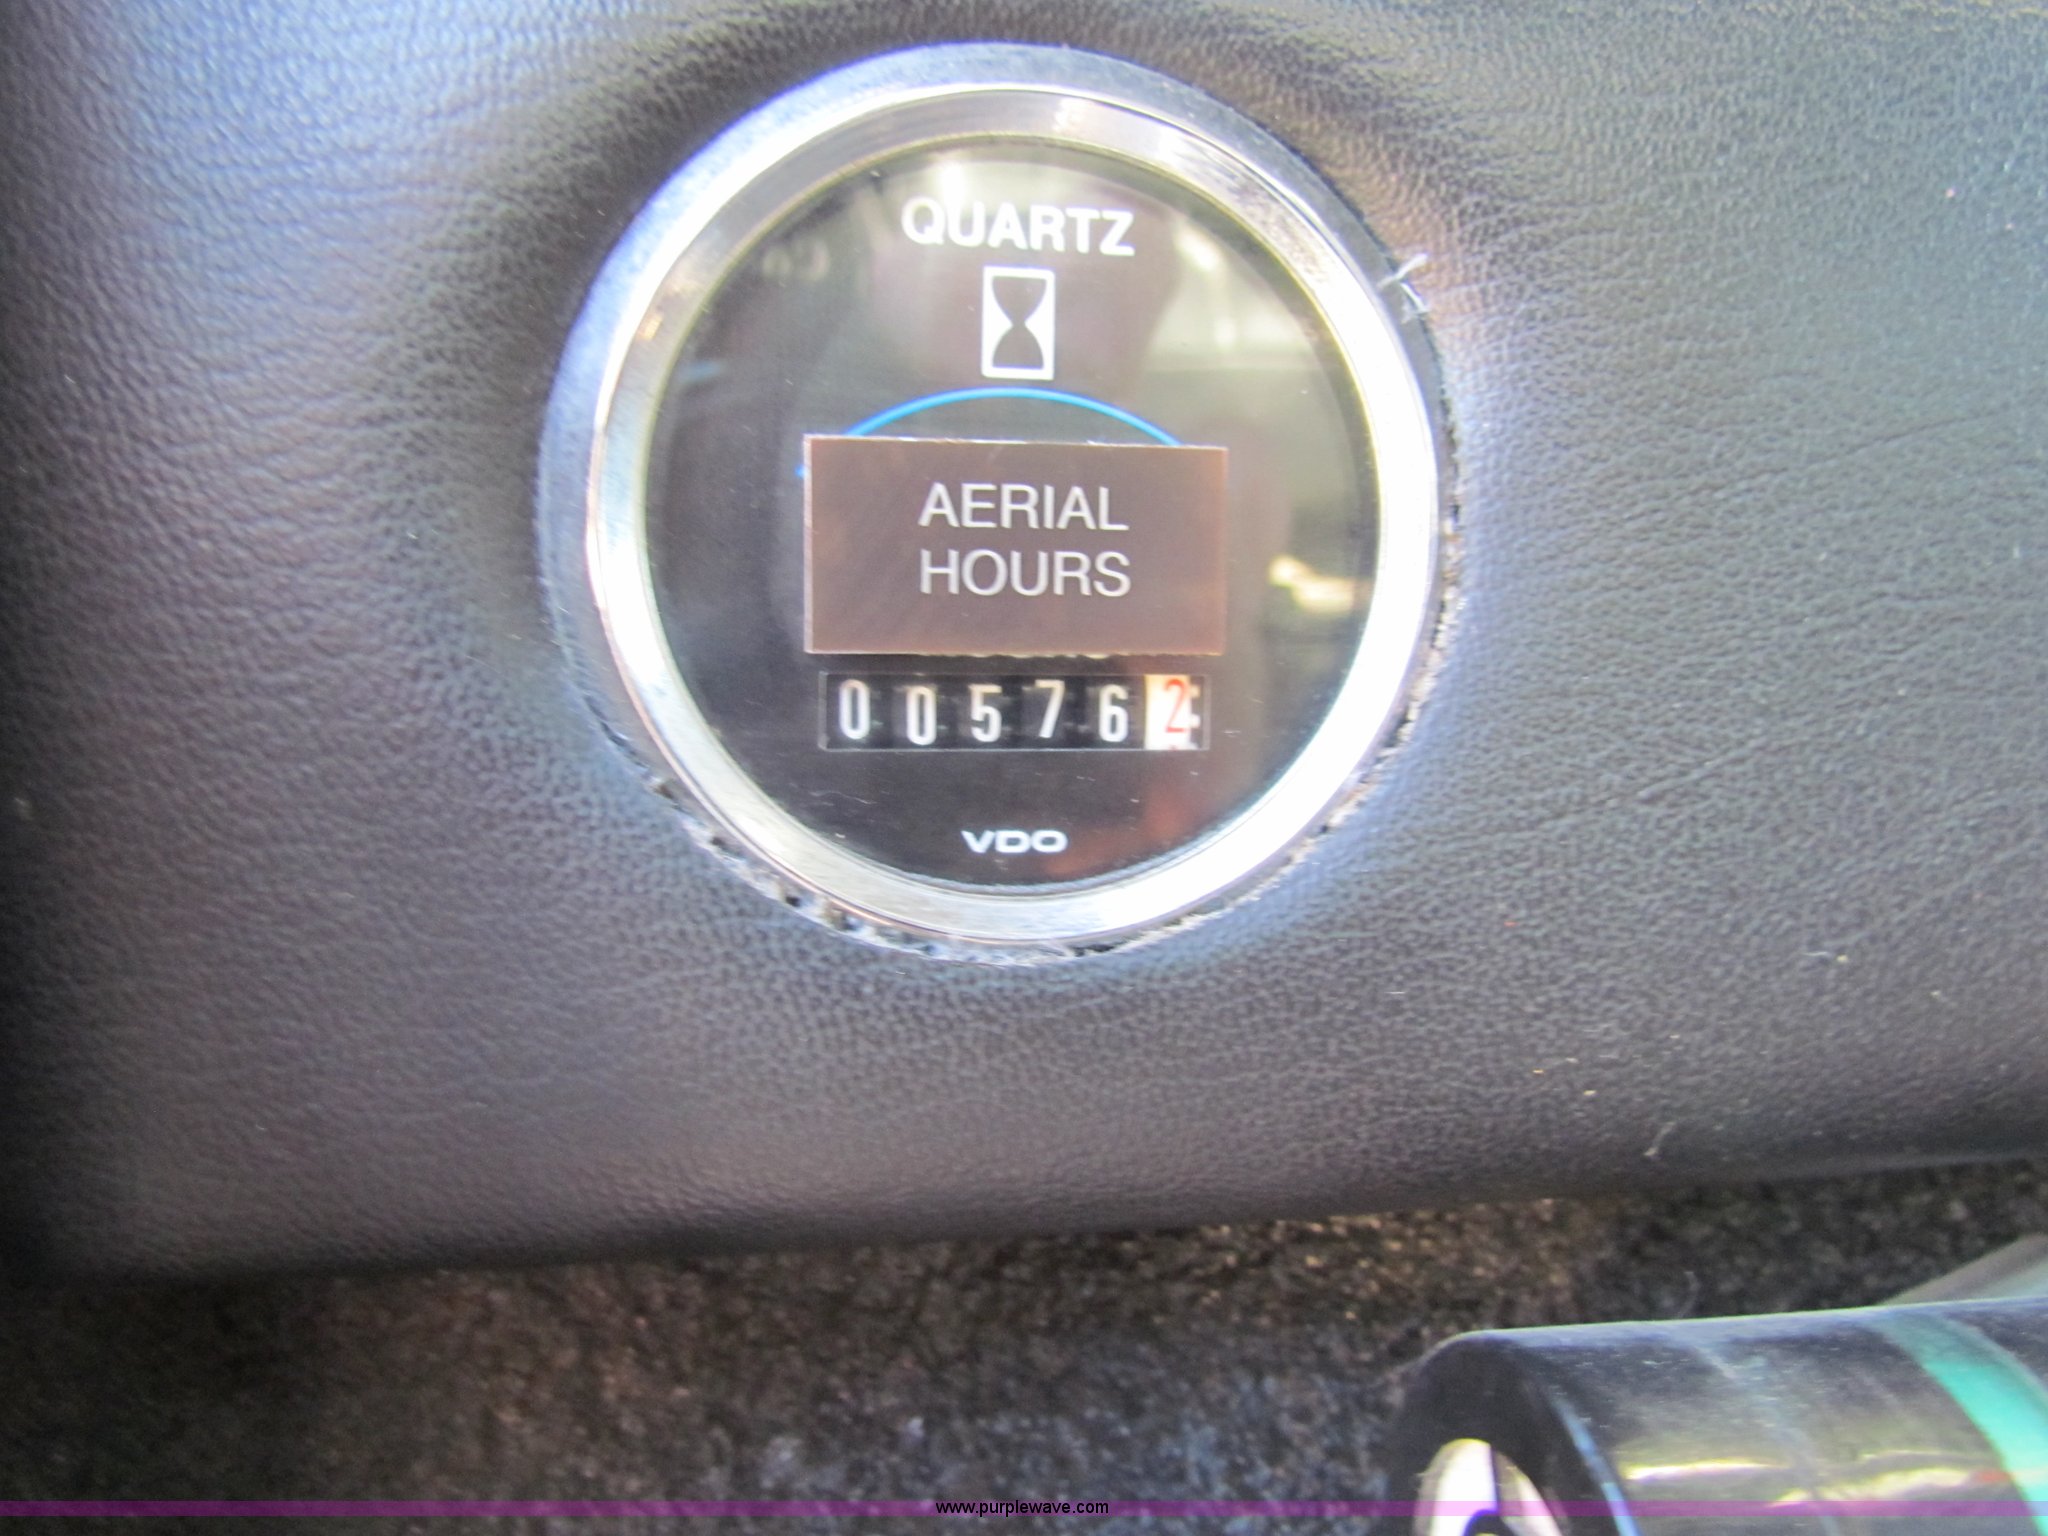 QUARTZ
AERIAL
HOURS
005762
VDO
www.purplewave.com